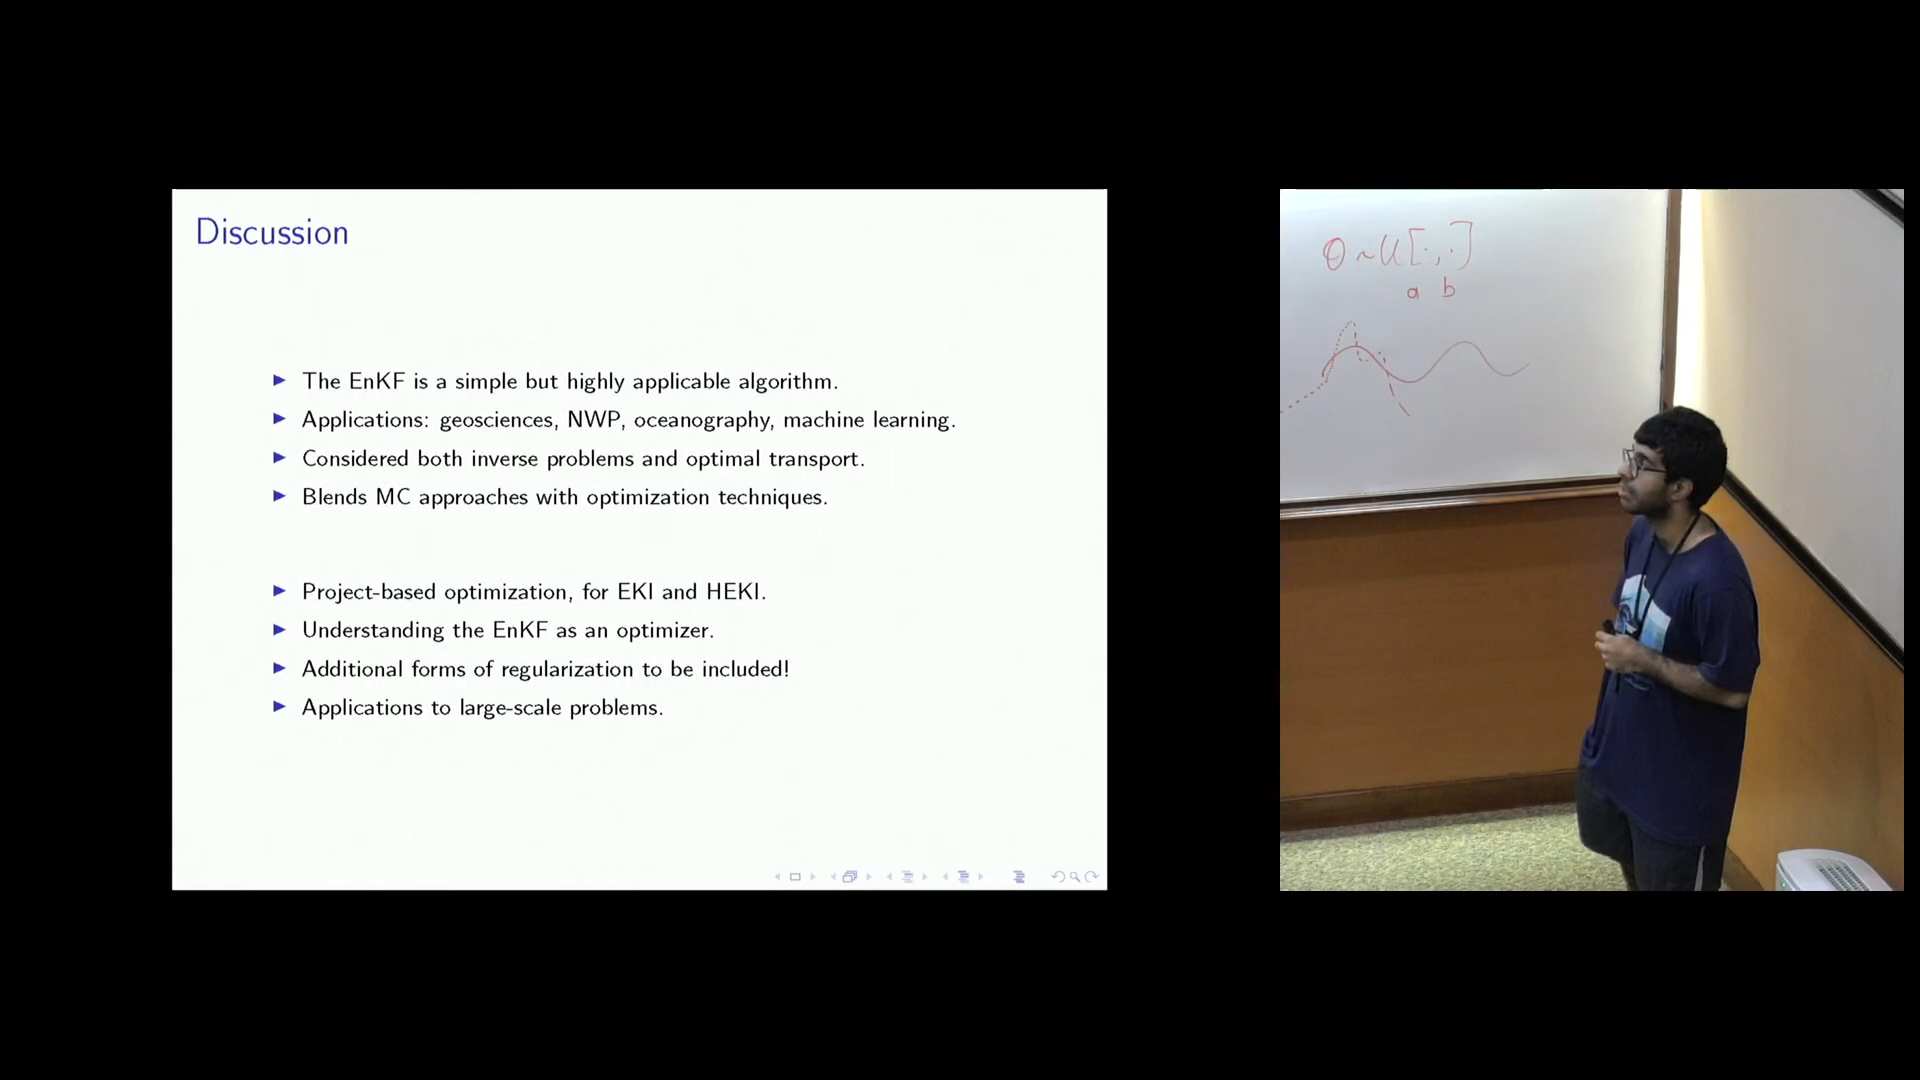 Discussion
The EnKF is a simple but highly applicable algorithm.
Applications: geosciences, NWP, oceanography, machine learning.
Considered both inverse problems and optimal transport.
Blends MC approaches with optimization techniques.
Project-based optimization, for EKI and HEKI.
Understanding the EnKF as an optimizer.
Additional forms of regularization to be included!
Applications to large-scale problems.
θ ~ U[·,·]
a b